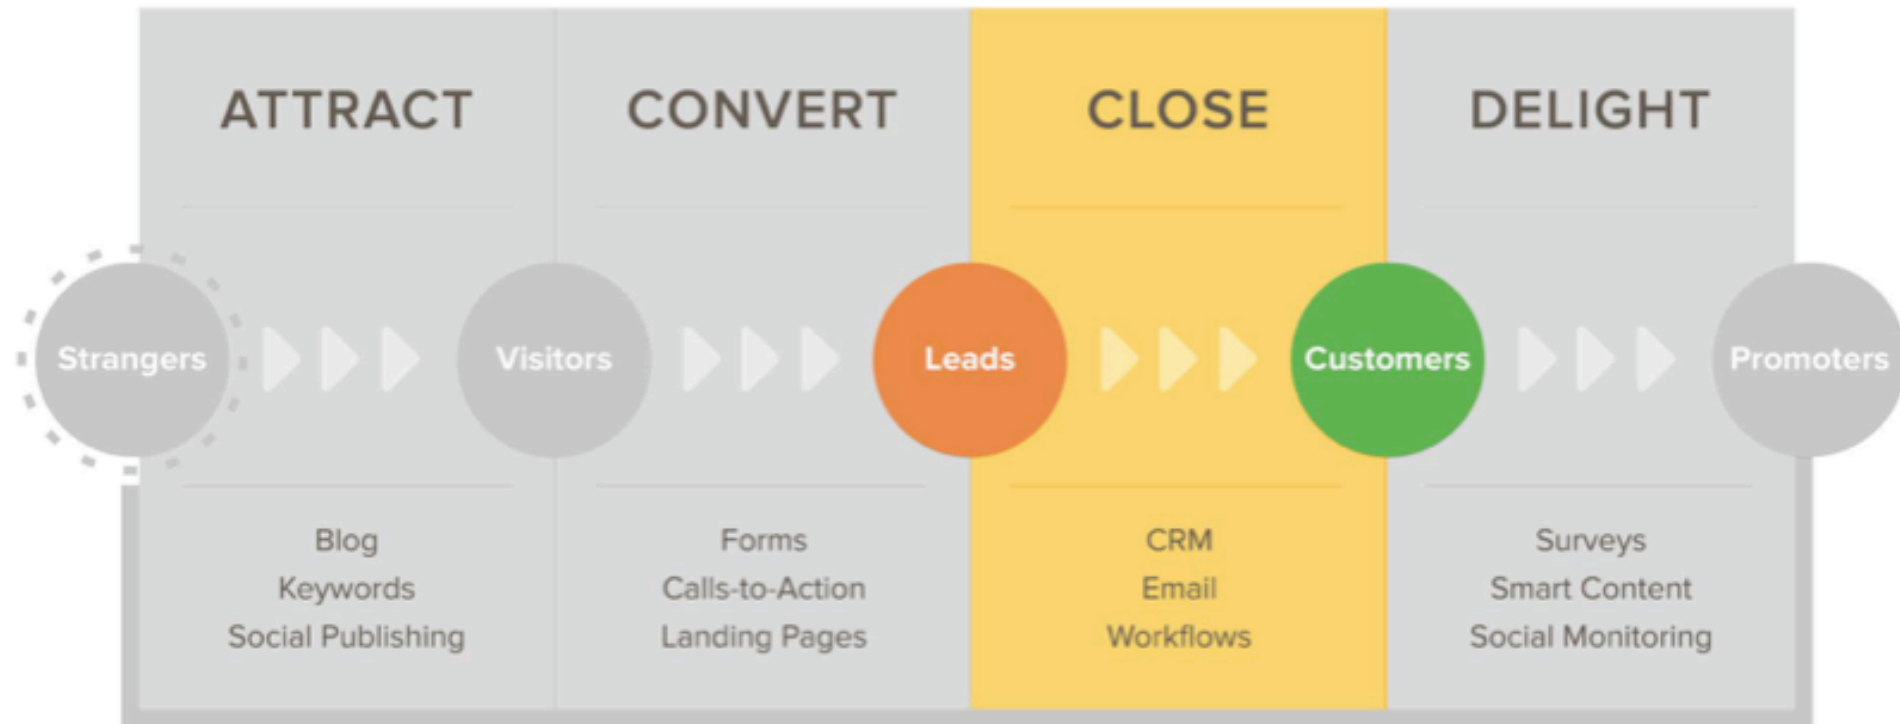 ATTRACT
CONVERT
CLOSE
DELIGHT
Strangers
Visitors
Leads
Customers
Promoters
Blog
Keywords
Social Publishing
Forms
Calls-to-Action
Landing Pages
CRM
Email
Workflows
Surveys
Smart Content
Social Monitoring